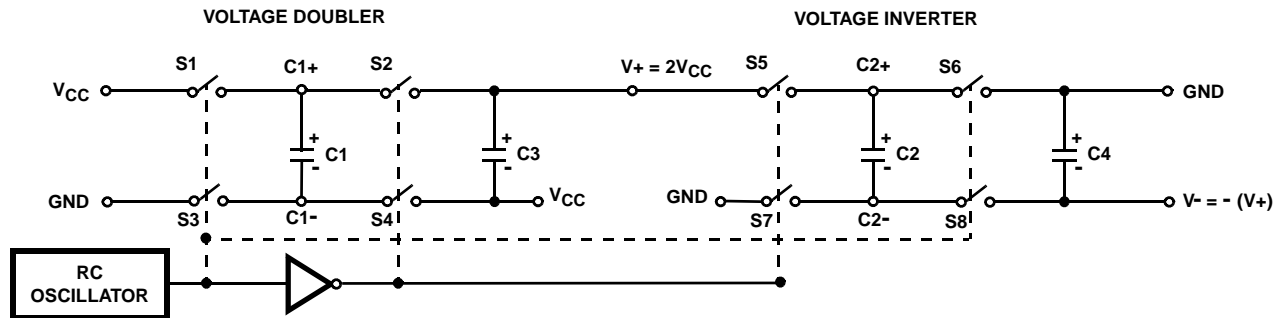 VOLTAGE DOUBLER
VOLTAGE INVERTER
S1
C1+
S2
V+ = 2VCC
S5
C2+
S6
VCC
GND
+
-
C1
+
-
C3
+
-
C2
+
-
C4
GND
S3
C1-
S4
VCC
GND
S7
C2-
S8
V- = - (V+)
RC
OSCILLATOR